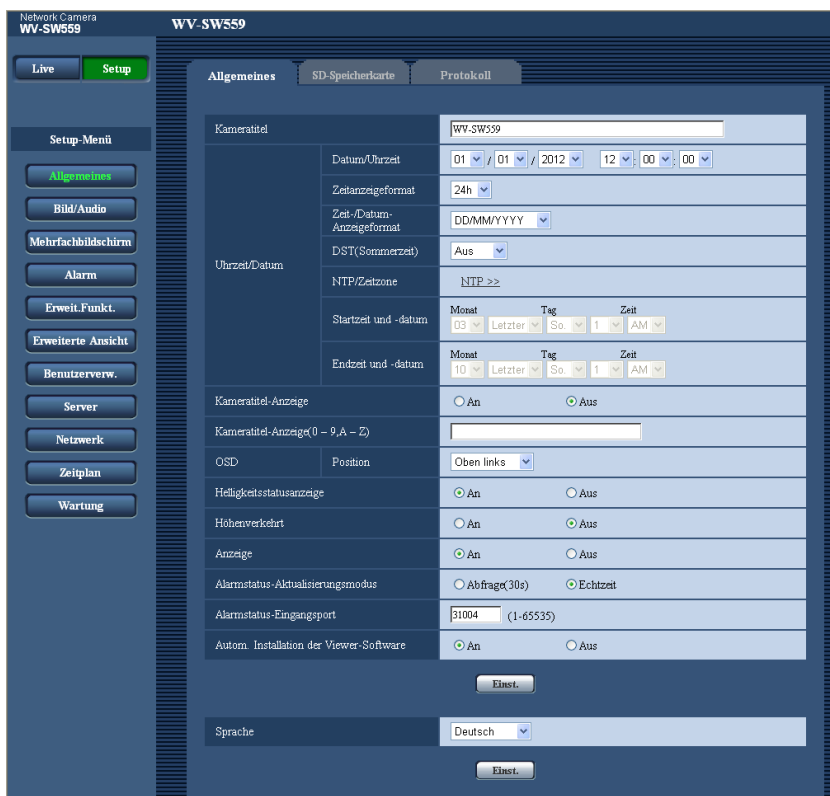 Network Camera
WV-SW559
WV-SW559
Live
Setup
Setup-Menü
Allgemeines
Bild/Audio
Mehrfachbildschirm
Alarm
Erweit.Funkt.
Erweiterte Ansicht
Benutzerverw.
Server
Netzwerk
Zeitplan
Wartung
Allgemeines
SD-Speicherkarte
Protokoll
Kameratitel
WV-SW559
Uhrzeit/Datum
Datum/Uhrzeit
01 / 01 / 2012 12 : 00 : 00
Zeitanzeigeformat
24h
Zeit-/Datum-
Anzeigeformat
DD/MM/YYYY
DST(Sommerzeit)
Aus
NTP/Zeitzone
NTP >>
Startzeit und -datum
Monat Tag Zeit
03 Letzter So. 1 AM
Endzeit und -datum
Monat Tag Zeit
10 Letzter So. 1 AM
Kameratitel-Anzeige
An Aus
Kameratitel-Anzeige(0 – 9,A – Z)
OSD
Position
Oben links
Helligkeitsstatusanzeige
An Aus
Höhenverkehrt
An Aus
Anzeige
An Aus
Alarmstatus-Aktualisierungsmodus
Abfrage(30s) Echtzeit
Alarmstatus-Eingangsport
31004 (1-65535)
Autom. Installation der Viewer-Software
An Aus
Einst.
Sprache
Deutsch
Einst.